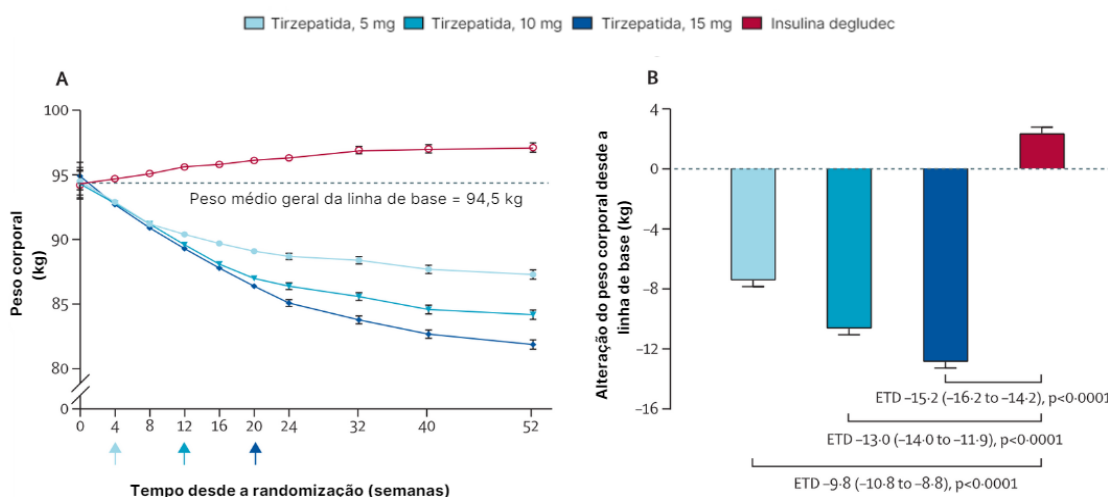 Tirzepatida, 5 mg Tirzepatida, 10 mg Tirzepatida, 15 mg Insulina degludec
A
Peso corporal
(kg)
100
95
90
85
80
0
Peso médio geral da linha de base = 94,5 kg
0 4 8 12 16 20 24 32 40 52
Tempo desde a randomização (semanas)
B
Alteração do peso corporal desde a
linha de base (kg)
4
0
–4
–8
–12
–16
ETD –15·2 (–16·2 to –14·2), p<0·0001
ETD –13·0 (–14·0 to –11·9), p<0·0001
ETD –9·8 (–10·8 to –8·8), p<0·0001